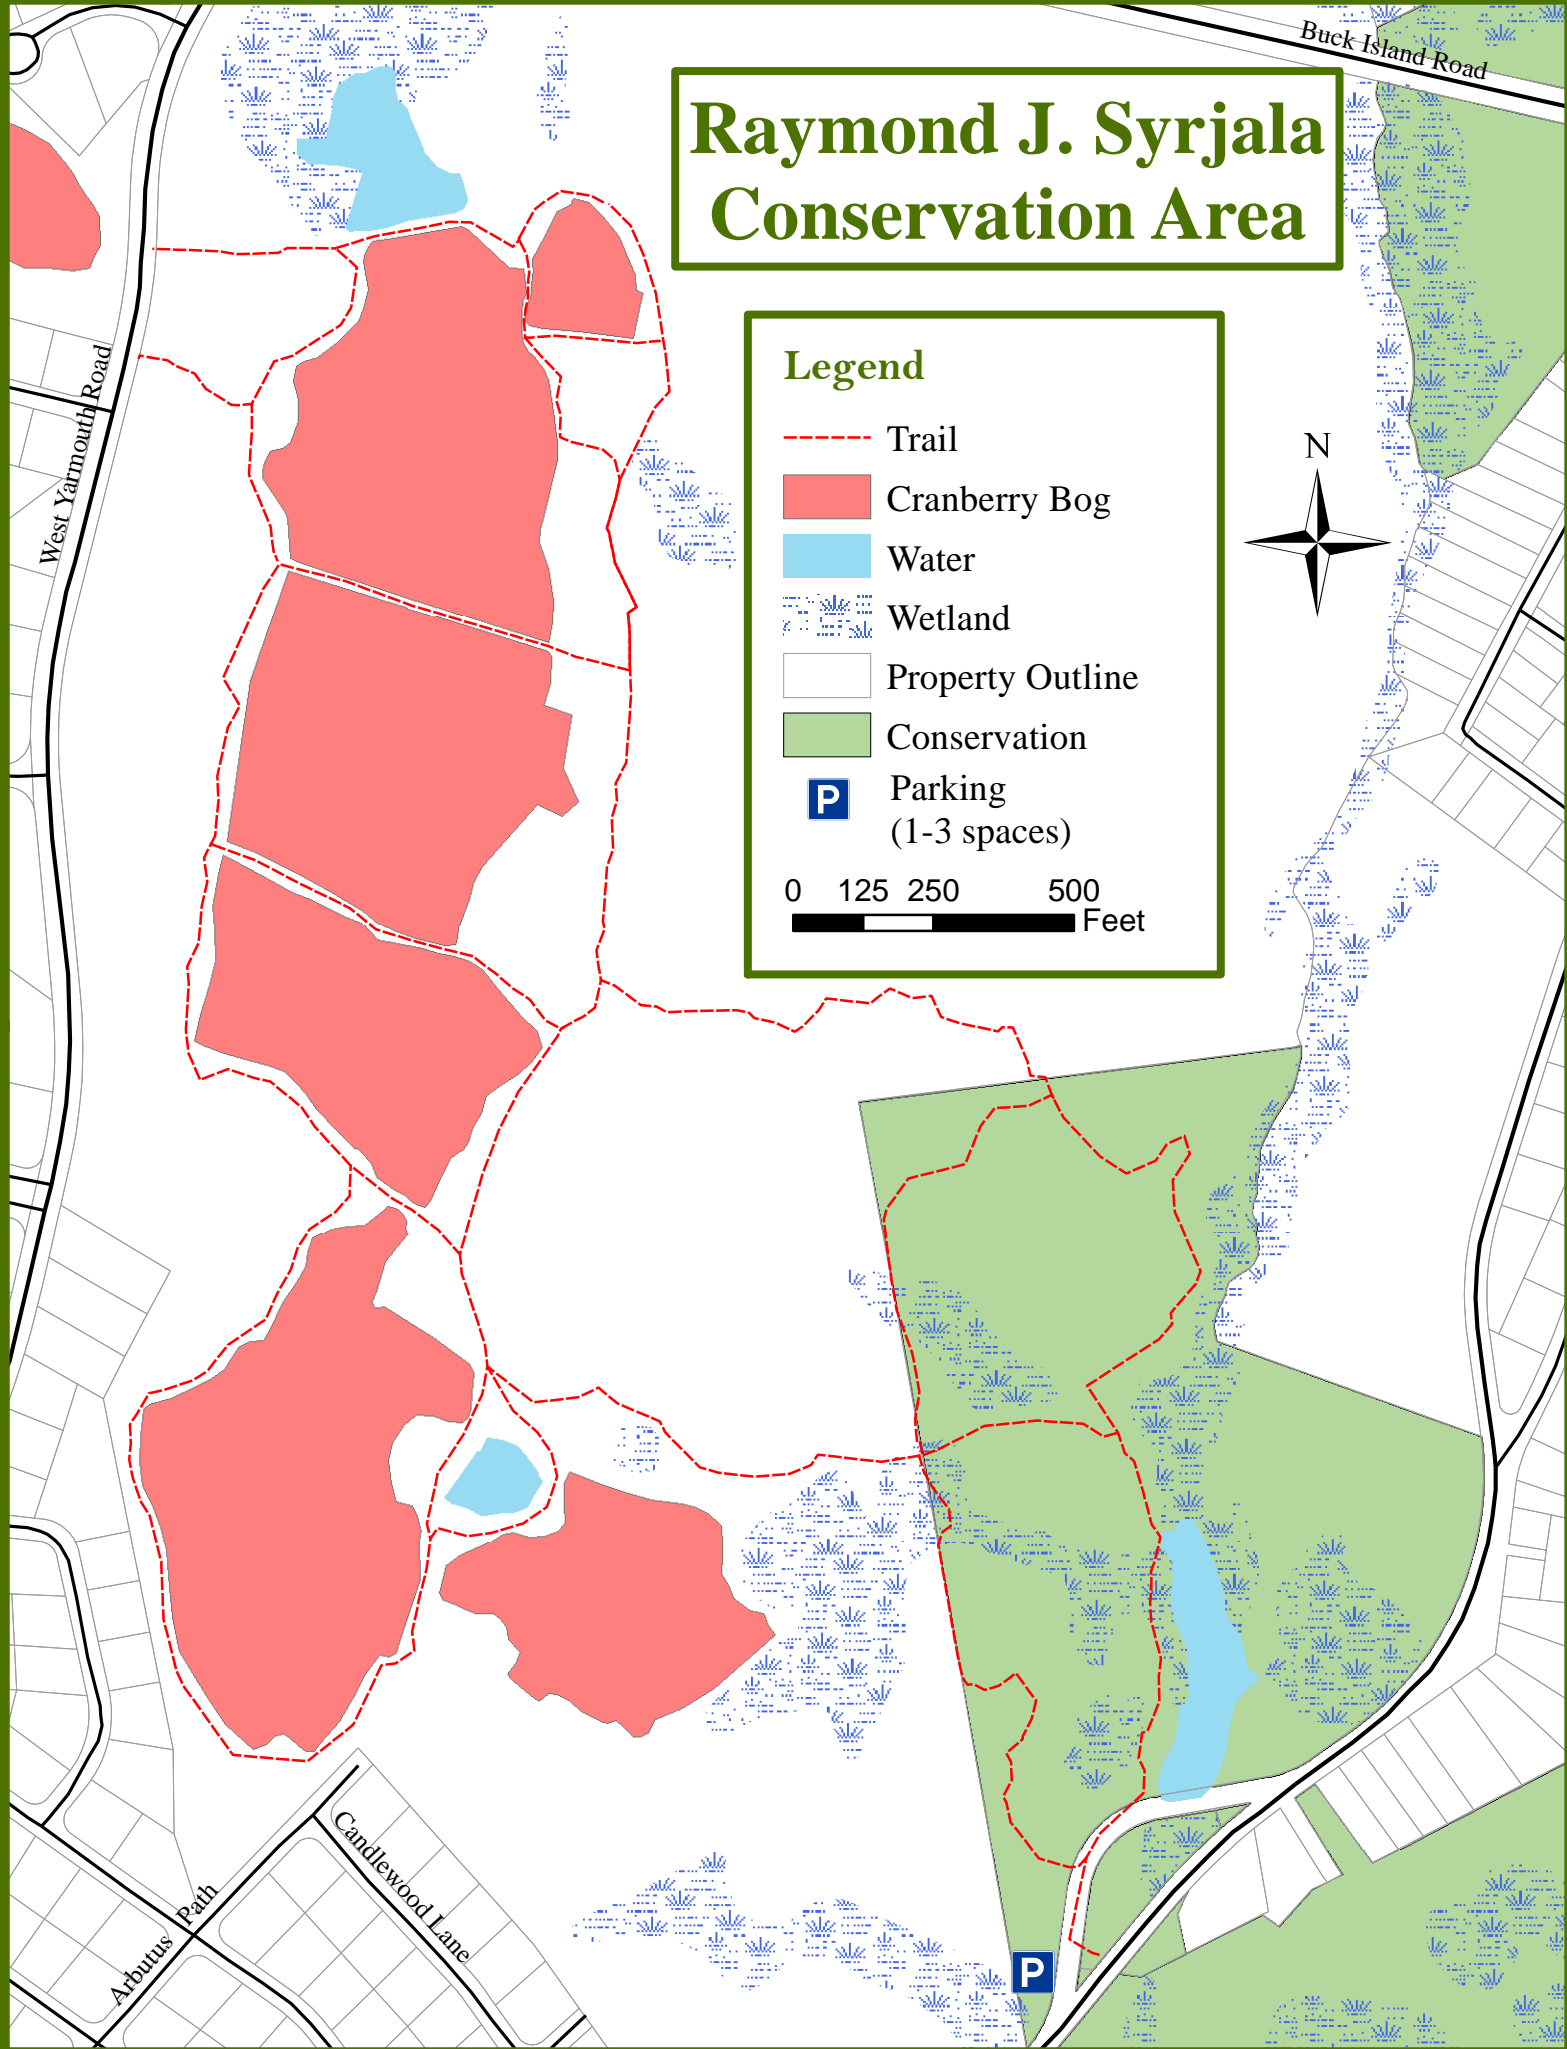 Buck Island Road
Raymond J. Syrjala
Conservation Area
West Yarmouth Road
Legend
Trail
Cranberry Bog
Water
Wetland
Property Outline
Conservation
P Parking
(1-3 spaces)
0 125 250 500
Feet
N
Candlewood Lane
Arbutus Path
P